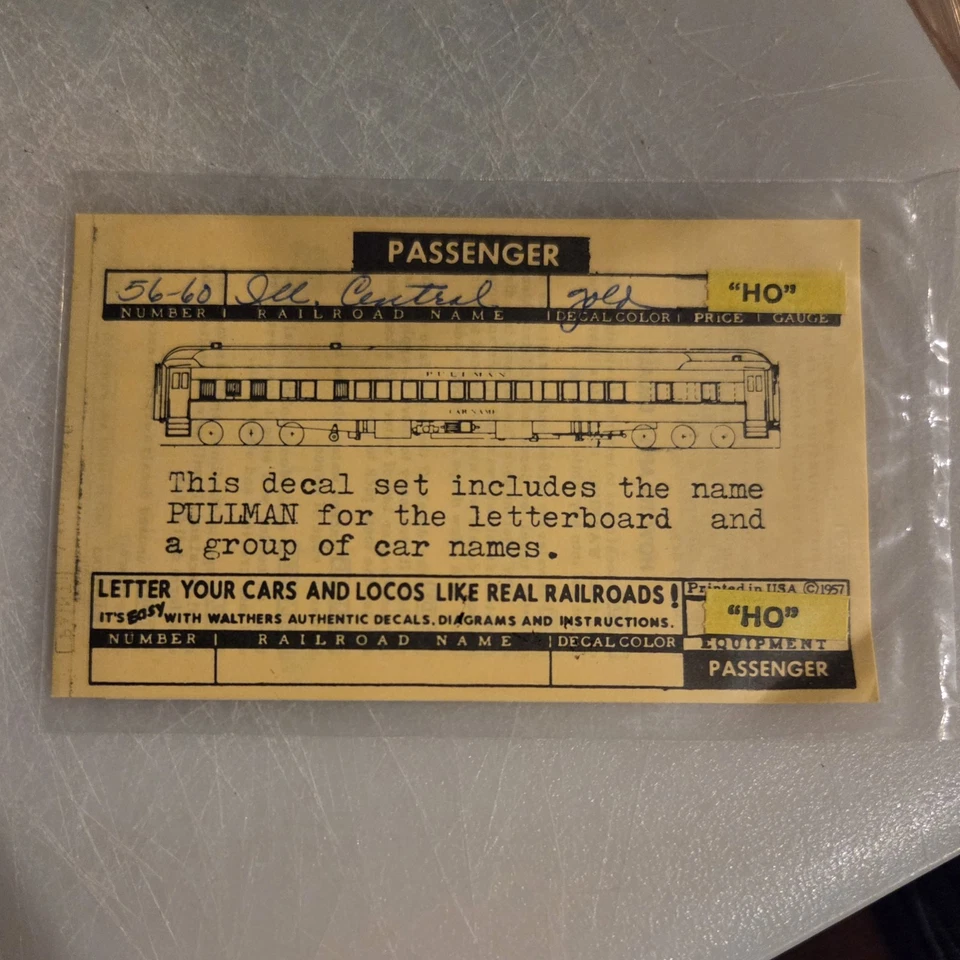 PASSENGER
56-60 Ill. Central gold "HO"
NUMBER RAILROAD NAME DECAL COLOR PRICE GAUGE
PULLMAN
CAR NAME
This decal set includes the name
PULLMAN for the letterboard and
a group of car names.
LETTER YOUR CARS AND LOCOS LIKE REAL RAILROADS! Printed in USA ©1957
IT'S Easy WITH WALTHERS AUTHENTIC DECALS, DIAGRAMS AND INSTRUCTIONS. "HO"
NUMBER RAILROAD NAME DECAL COLOR EQUIPMENT
PASSENGER